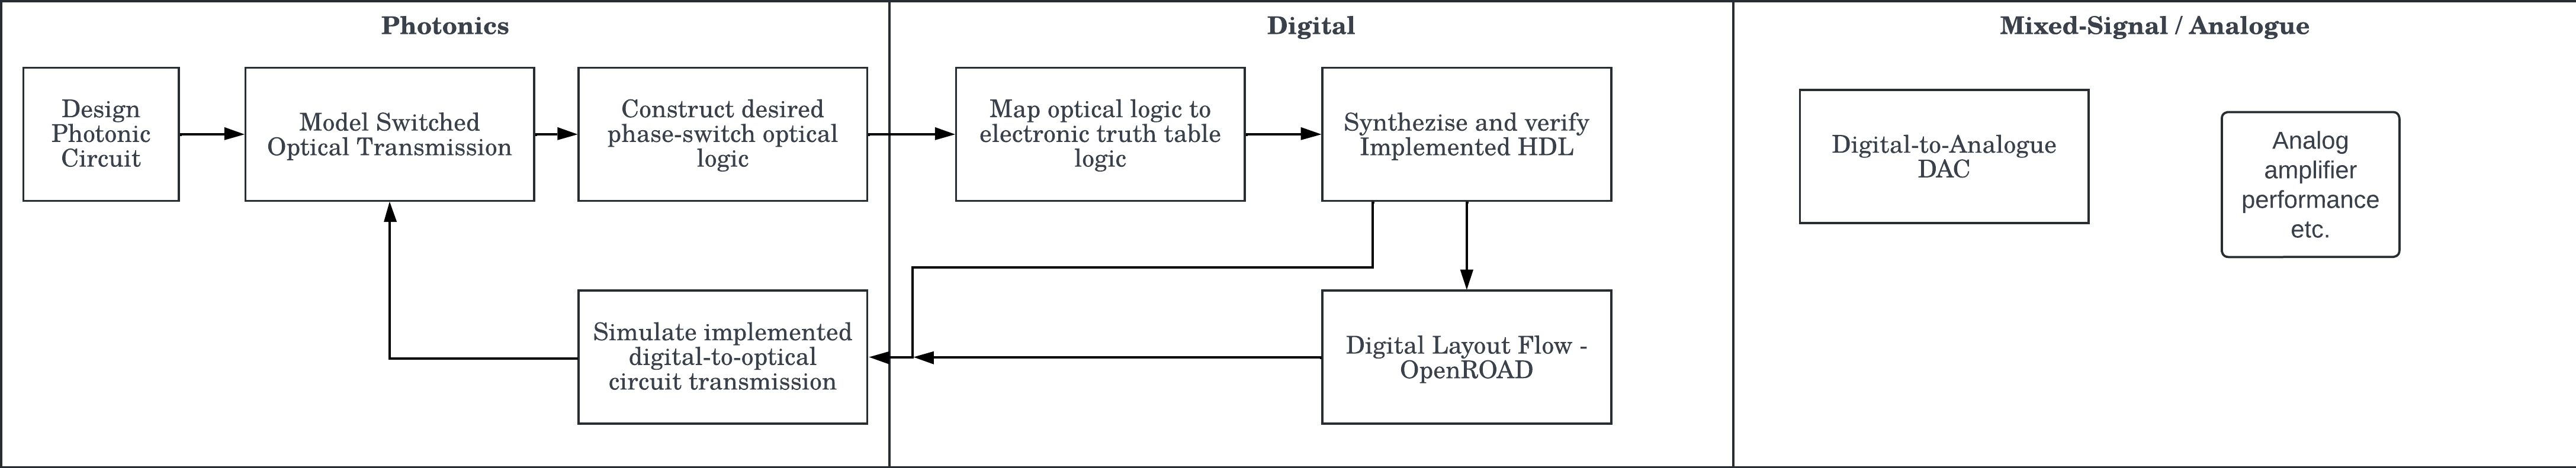 Photonics
Design
Photonic
Circuit
Model Switched
Optical Transmission
Construct desired
phase-switch optical
logic
Simulate implemented
digital-to-optical
circuit transmission
Digital
Map optical logic to
electronic truth table
logic
Synthezise and verify
Implemented HDL
Digital Layout Flow -
OpenROAD
Mixed-Signal / Analogue
Digital-to-Analogue
DAC
Analog
amplifier
performance
etc.